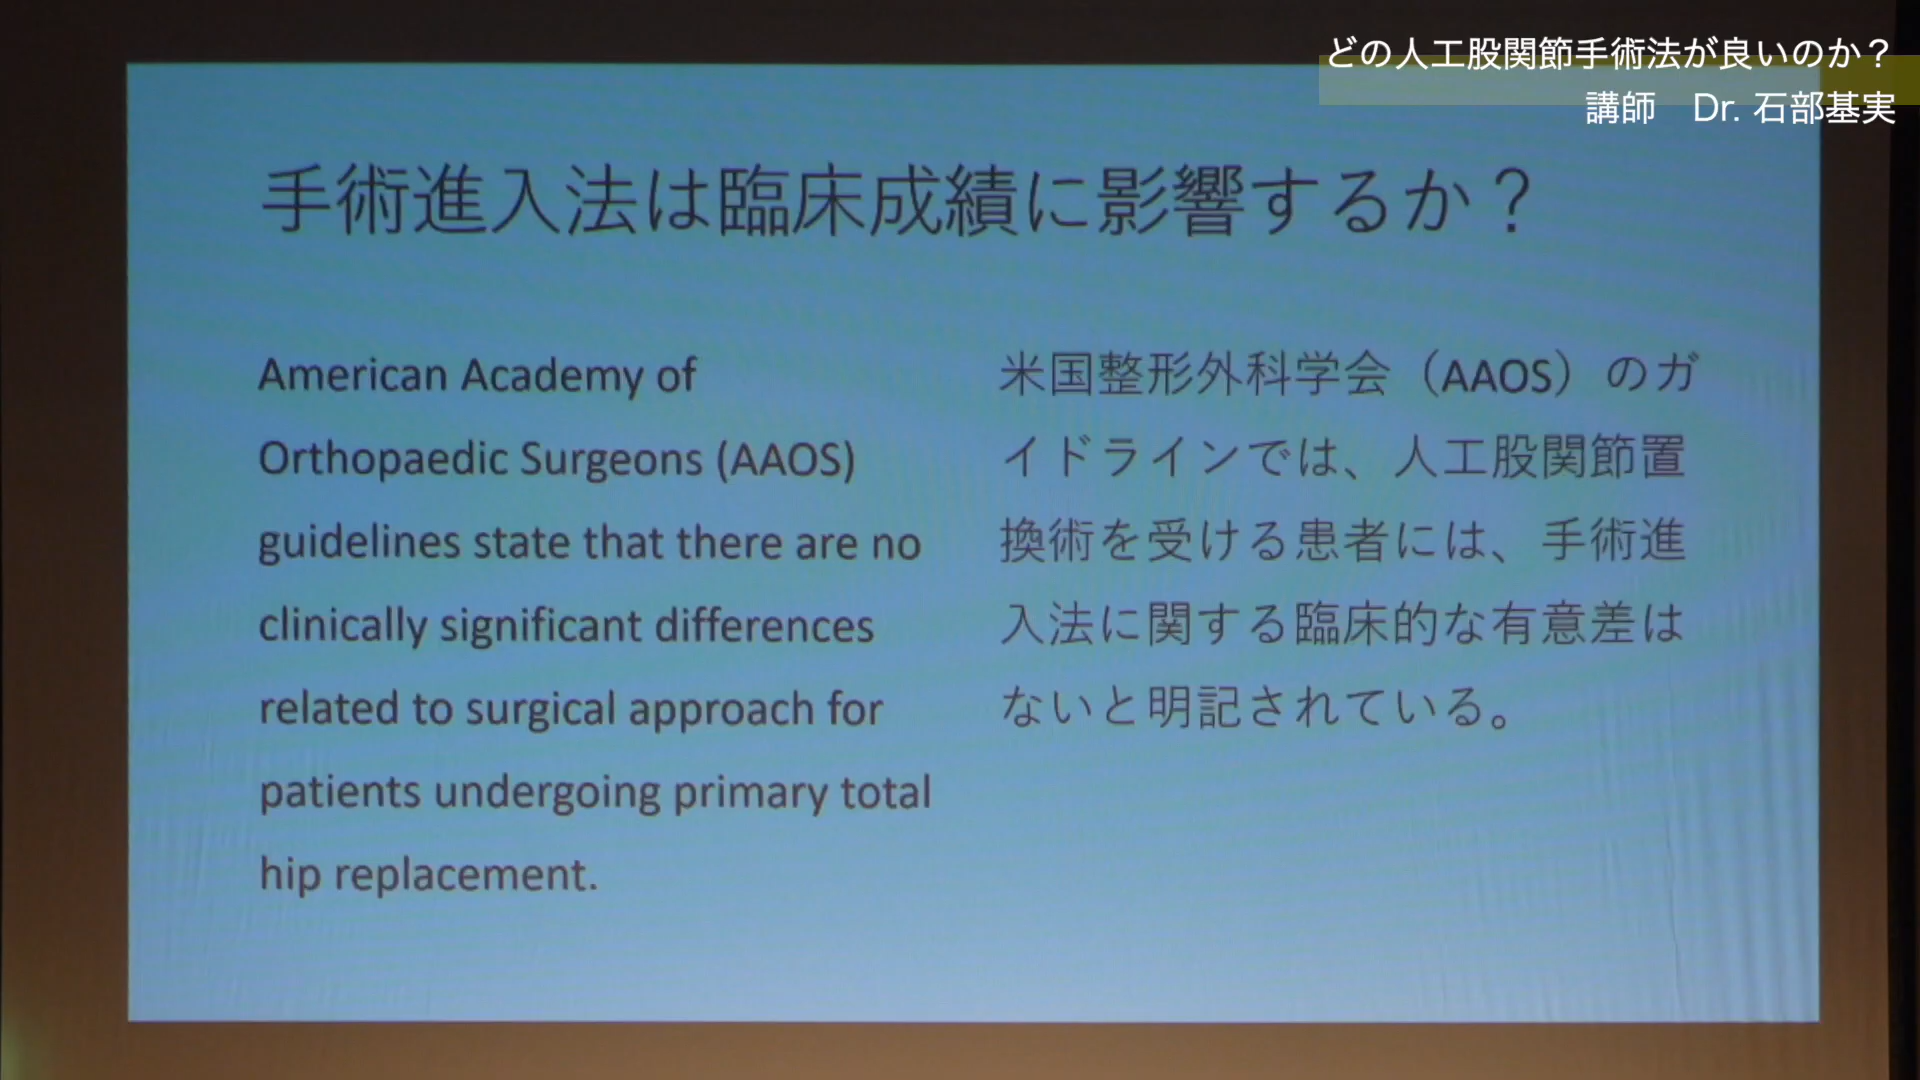 どの人工股関節手術法が良いのか？
講師　Dr. 石部基実
手術進入法は臨床成績に影響するか？
American Academy of
Orthopaedic Surgeons (AAOS)
guidelines state that there are no
clinically significant differences
related to surgical approach for
patients undergoing primary total
hip replacement.
米国整形外科学会（AAOS）のガ
イドラインでは、人工股関節置
換術を受ける患者には、手術進
入法に関する臨床的な有意差は
ないと明記されている。